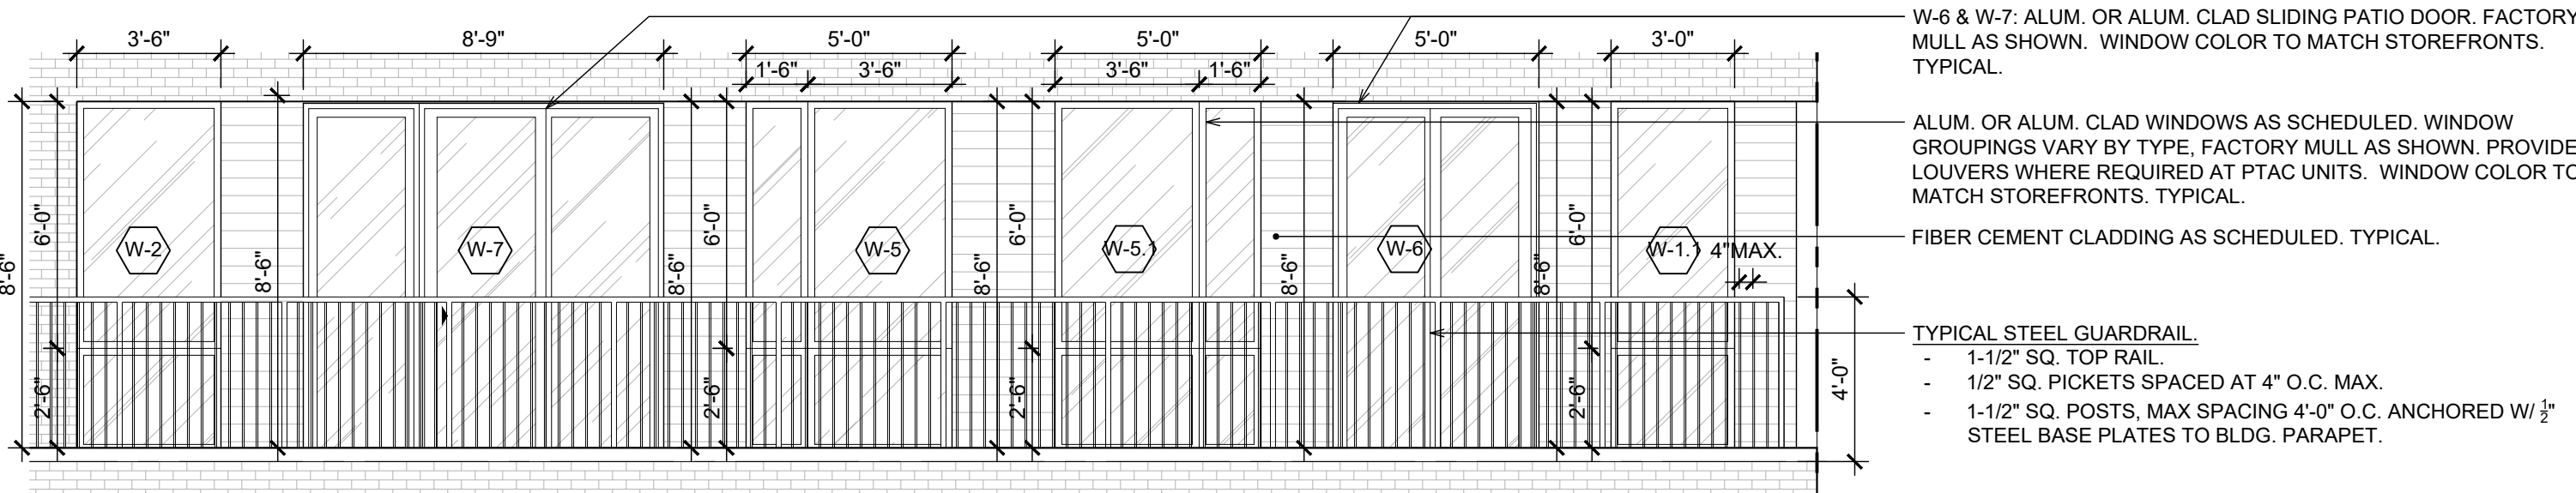 3'-6"
8'-9"
5'-0"
5'-0"
5'-0"
3'-0"
1'-6"
3'-6"
3'-6"
1'-6"
W-6 & W-7: ALUM. OR ALUM. CLAD SLIDING PATIO DOOR. FACTORY
MULL AS SHOWN. WINDOW COLOR TO MATCH STOREFRONTS.
TYPICAL.
ALUM. OR ALUM. CLAD WINDOWS AS SCHEDULED. WINDOW
GROUPINGS VARY BY TYPE, FACTORY MULL AS SHOWN. PROVIDE
LOUVERS WHERE REQUIRED AT PTAC UNITS. WINDOW COLOR TO
MATCH STOREFRONTS. TYPICAL.
FIBER CEMENT CLADDING AS SCHEDULED. TYPICAL.
8'-6"
6'-0"
2'-6"
W-2
8'-6"
W-7
8'-6"
6'-0"
2'-6"
W-5
8'-6"
6'-0"
2'-6"
W-5.1
8'-6"
W-6
8'-6"
6'-0"
2'-6"
W-1.1
4"MAX.
4'-0"
TYPICAL STEEL GUARDRAIL.
- 1-1/2" SQ. TOP RAIL.
- 1/2" SQ. PICKETS SPACED AT 4" O.C. MAX.
- 1-1/2" SQ. POSTS, MAX SPACING 4'-0" O.C. ANCHORED W/ ½"
STEEL BASE PLATES TO BLDG. PARAPET.